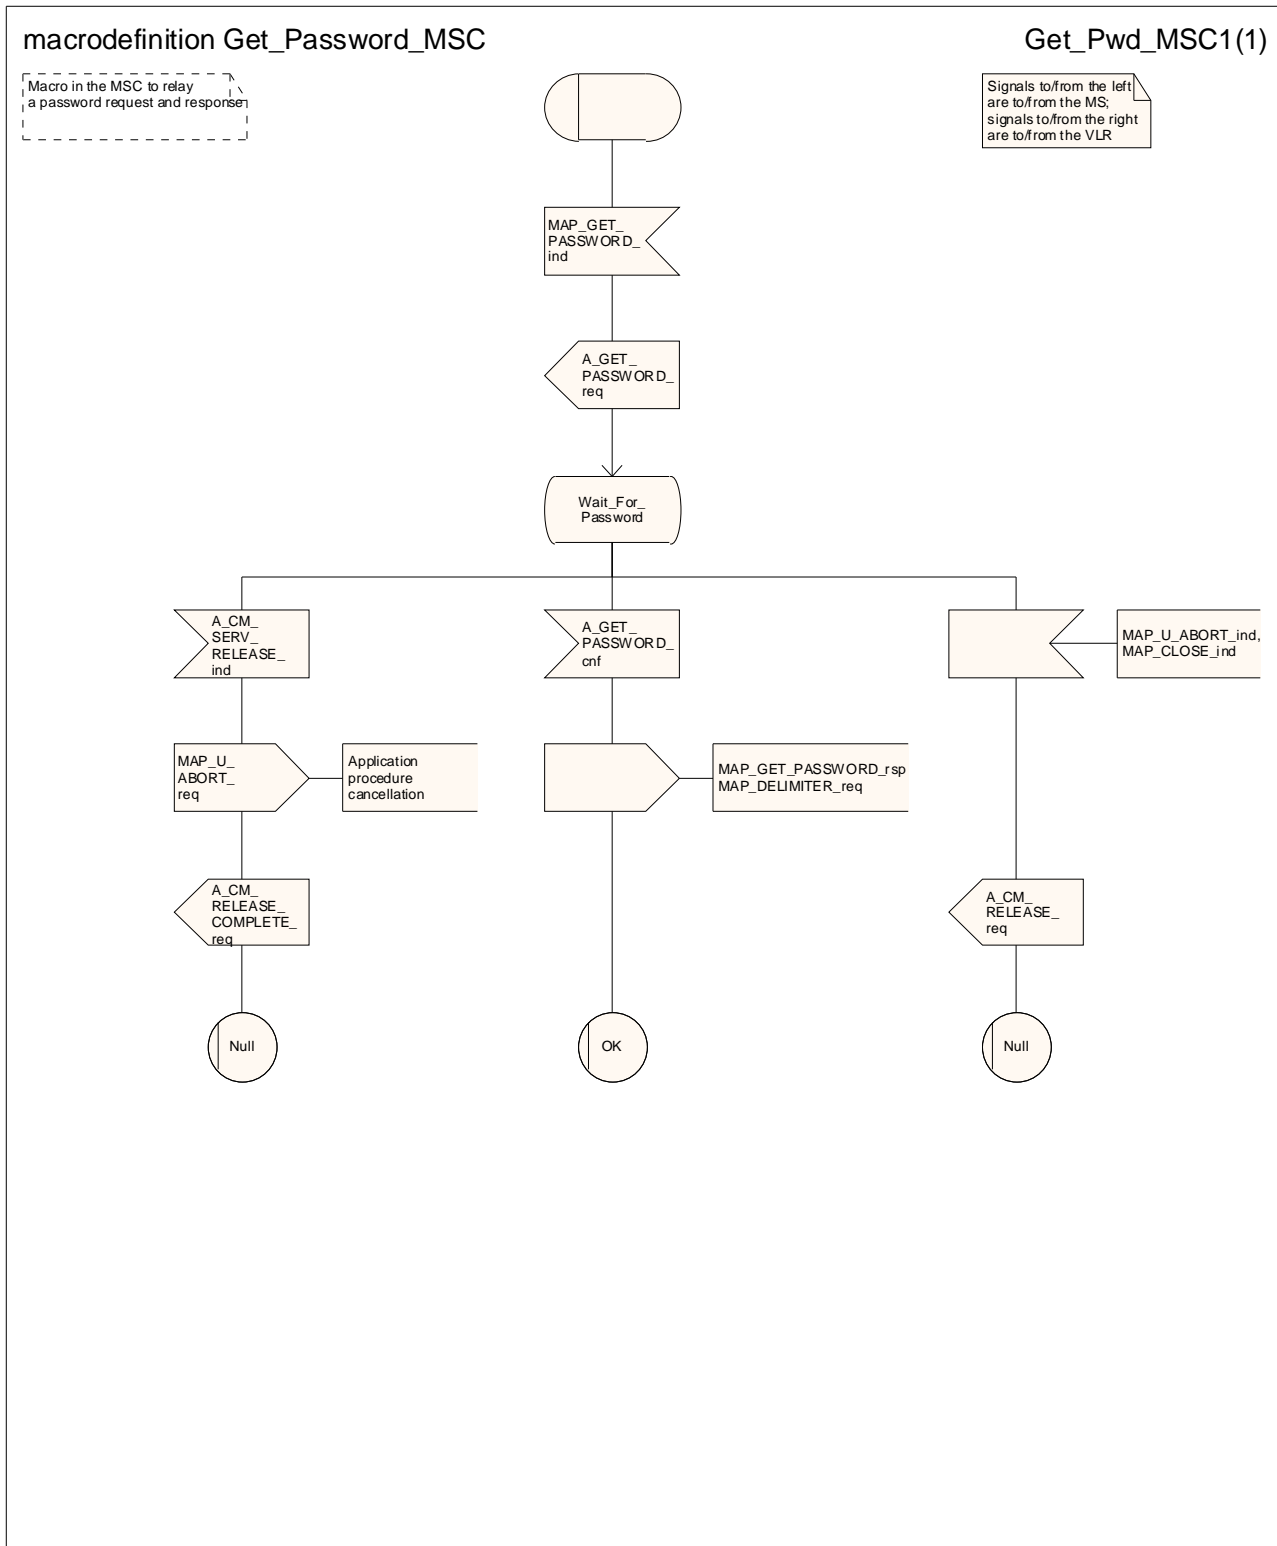 macrodefinition Get_Password_MSC
Get_Pwd_MSC1(1)
Macro in the MSC to relay
a password request and response
Signals to/from the left
are to/from the MS;
signals to/from the right
are to/from the VLR
MAP_GET_
PASSWORD_
ind
A_GET_
PASSWORD_
req
Wait_For_
Password
A_CM_
SERV_
RELEASE_
ind
A_GET_
PASSWORD_
cnf
MAP_U_ABORT_ind,
MAP_CLOSE_ind
MAP_U_
ABORT_
req
Application
procedure
cancellation
MAP_GET_PASSWORD_rsp
MAP_DELIMITER_req
A_CM_
RELEASE_
COMPLETE_
req
A_CM_
RELEASE_
req
Null
OK
Null